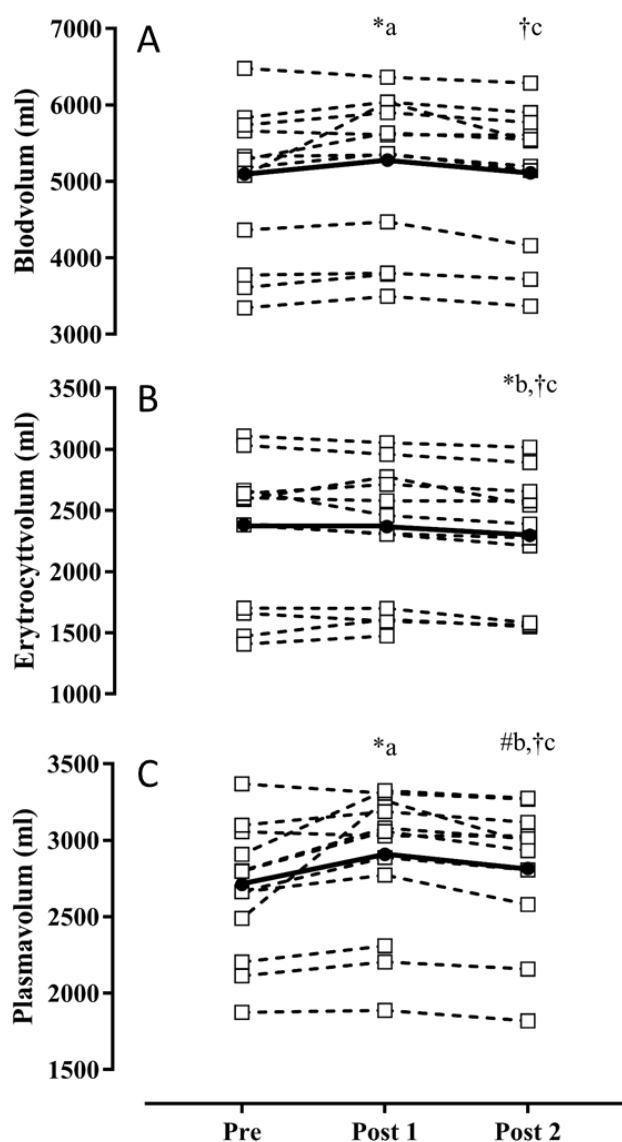 A
*a
†c
7000
6000
5000
4000
3000
Blodvolum (ml)
B
*b,†c
3500
3000
2500
2000
1500
1000
Erytrocyttvolum (ml)
C
*a
#b,†c
3500
3000
2500
2000
1500
Plasmavolum (ml)
Pre
Post 1
Post 2